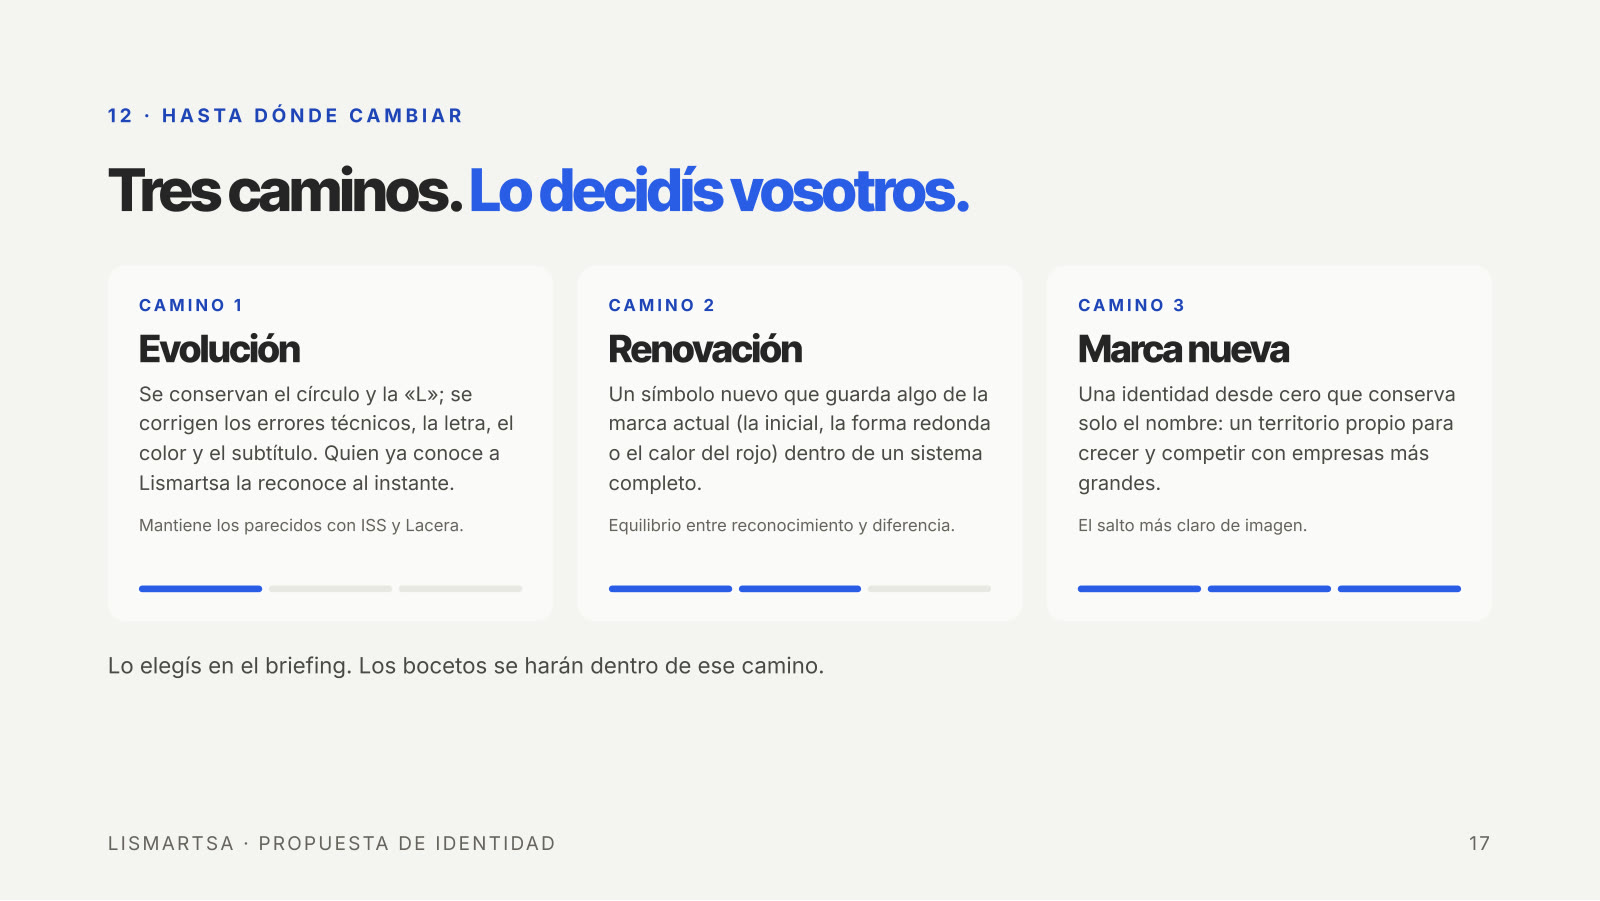 12 · HASTA DÓNDE CAMBIAR
Tres caminos. Lo decidís vosotros.
CAMINO 1
Evolución
Se conservan el círculo y la «L»; se
corrigen los errores técnicos, la letra, el
color y el subtítulo. Quien ya conoce a
Lismartsa la reconoce al instante.
Mantiene los parecidos con ISS y Lacera.
CAMINO 2
Renovación
Un símbolo nuevo que guarda algo de la
marca actual (la inicial, la forma redonda
o el calor del rojo) dentro de un sistema
completo.
Equilibrio entre reconocimiento y diferencia.
CAMINO 3
Marca nueva
Una identidad desde cero que conserva
solo el nombre: un territorio propio para
crecer y competir con empresas más
grandes.
El salto más claro de imagen.
Lo elegís en el briefing. Los bocetos se harán dentro de ese camino.
LISMARTSA · PROPUESTA DE IDENTIDAD
17